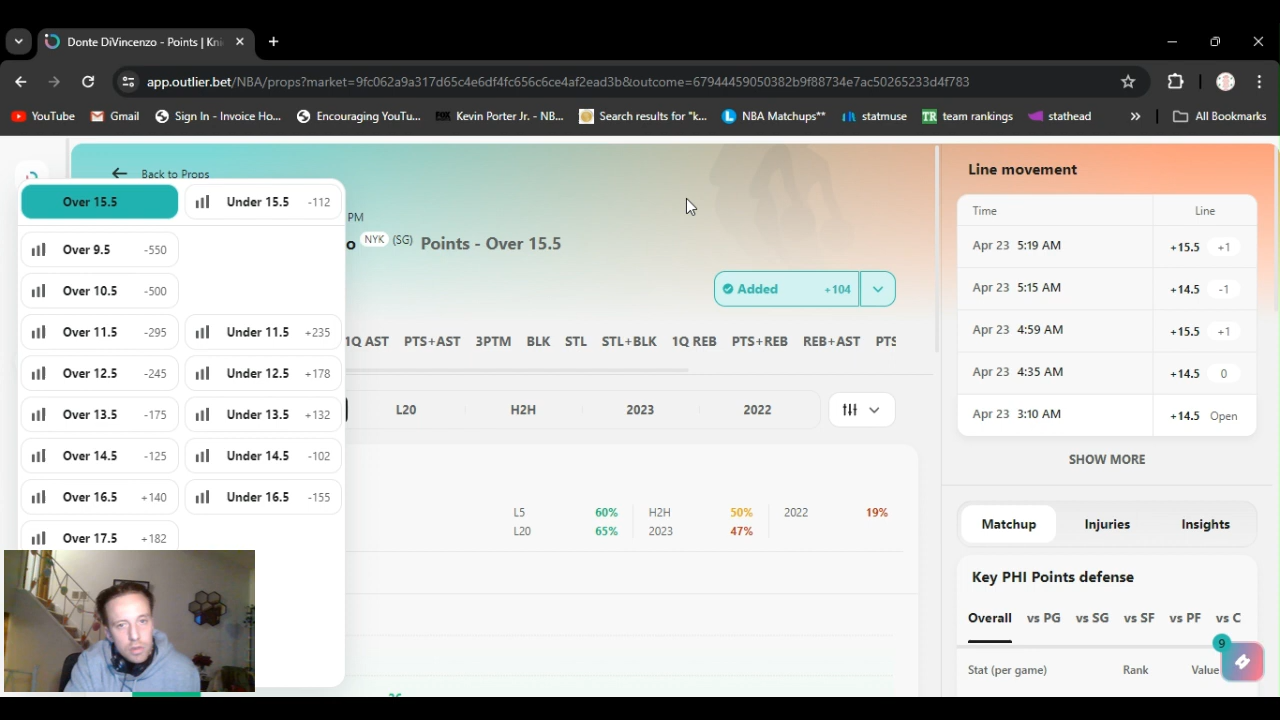 Donte DiVincenzo - Points | Kni
app.outlier.bet/NBA/props?market=9fc062a9a317d65c4e6df4fc656c6ce4af2ead3b&outcome=67944459050382b9f88734e7ac50265233d4f783
YouTube Gmail Sign In - Invoice Ho... Encouraging YouTu... Kevin Porter Jr. - NB... Search results for "k... NBA Matchups** statmuse team rankings stathead » All Bookmarks
Back to Props
PM
o NYK (SG) Points - Over 15.5
Added +104
1Q AST PTS+AST 3PTM BLK STL STL+BLK 1Q REB PTS+REB REB+AST PTS
L20 H2H 2023 2022
L5 60% H2H 50% 2022 19%
L20 65% 2023 47%
26
Over 15.5 Under 15.5 -112
Over 9.5 -550
Over 10.5 -500
Over 11.5 -295 Under 11.5 +235
Over 12.5 -245 Under 12.5 +178
Over 13.5 -175 Under 13.5 +132
Over 14.5 -125 Under 14.5 -102
Over 16.5 +140 Under 16.5 -155
Over 17.5 +182
Line movement
Time Line
Apr 23 5:19 AM +15.5 +1
Apr 23 5:15 AM +14.5 -1
Apr 23 4:59 AM +15.5 +1
Apr 23 4:35 AM +14.5 0
Apr 23 3:10 AM +14.5 Open
SHOW MORE
Matchup Injuries Insights
Key PHI Points defense
Overall vs PG vs SG vs SF vs PF vs C
Stat (per game) Rank Value
9